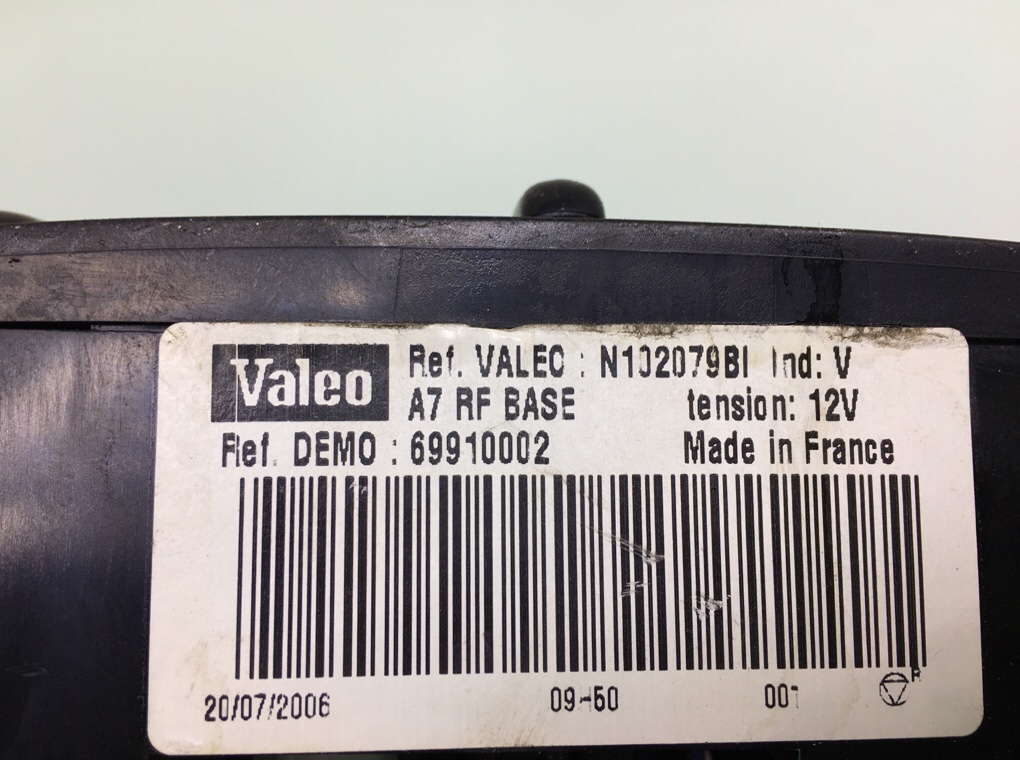 Valeo Ref. VALEO : N102079BI Ind: V
A7 RF BASE tension: 12V
Ref. DEMO : 69910002 Made in France
20/07/2006 09 50 001